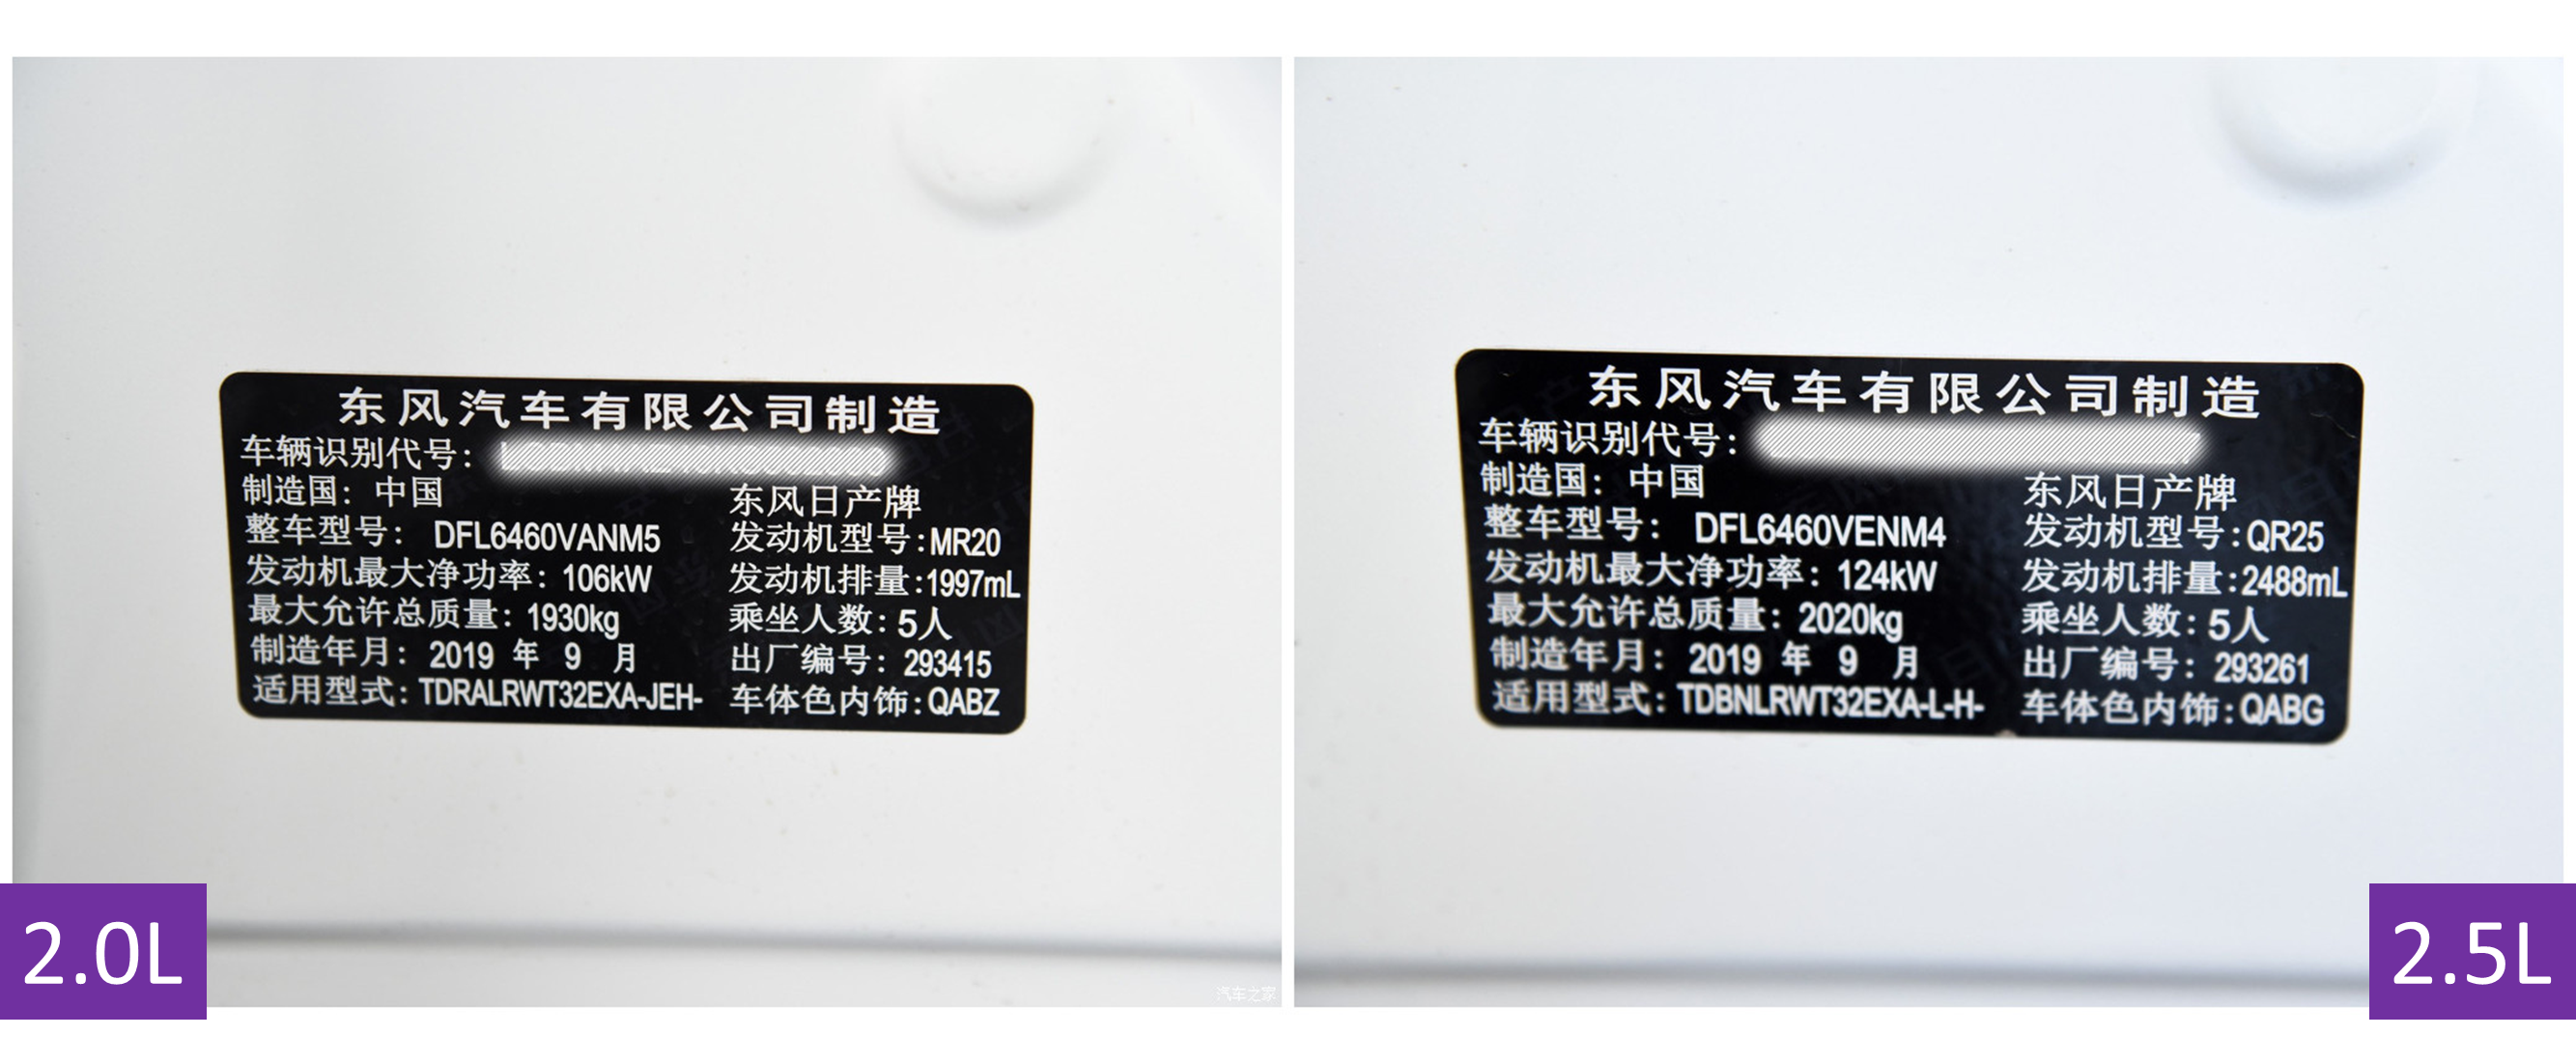 东风汽车有限公司制造
车辆识别代号：
制造国：中国
东风日产牌
整车型号：DFL6460VANM5
发动机型号:MR20
发动机最大净功率：106kW
发动机排量:1997mL
最大允许总质量：1930kg
乘坐人数：5人
制造年月：2019 年 9 月
出厂编号：293415
适用型式：TDRALRWT32EXA-JEH-
车体色内饰:QABZ
2.0L
汽车之家
东风汽车有限公司制造
车辆识别代号：
制造国：中国
东风日产牌
整车型号：DFL6460VENM4
发动机型号:QR25
发动机最大净功率：124kW
发动机排量:2488mL
最大允许总质量：2020kg
乘坐人数：5人
制造年月：2019 年 9 月
出厂编号：293261
适用型式：TDBNLRWT32EXA-L-H-
车体色内饰:QABG
2.5L